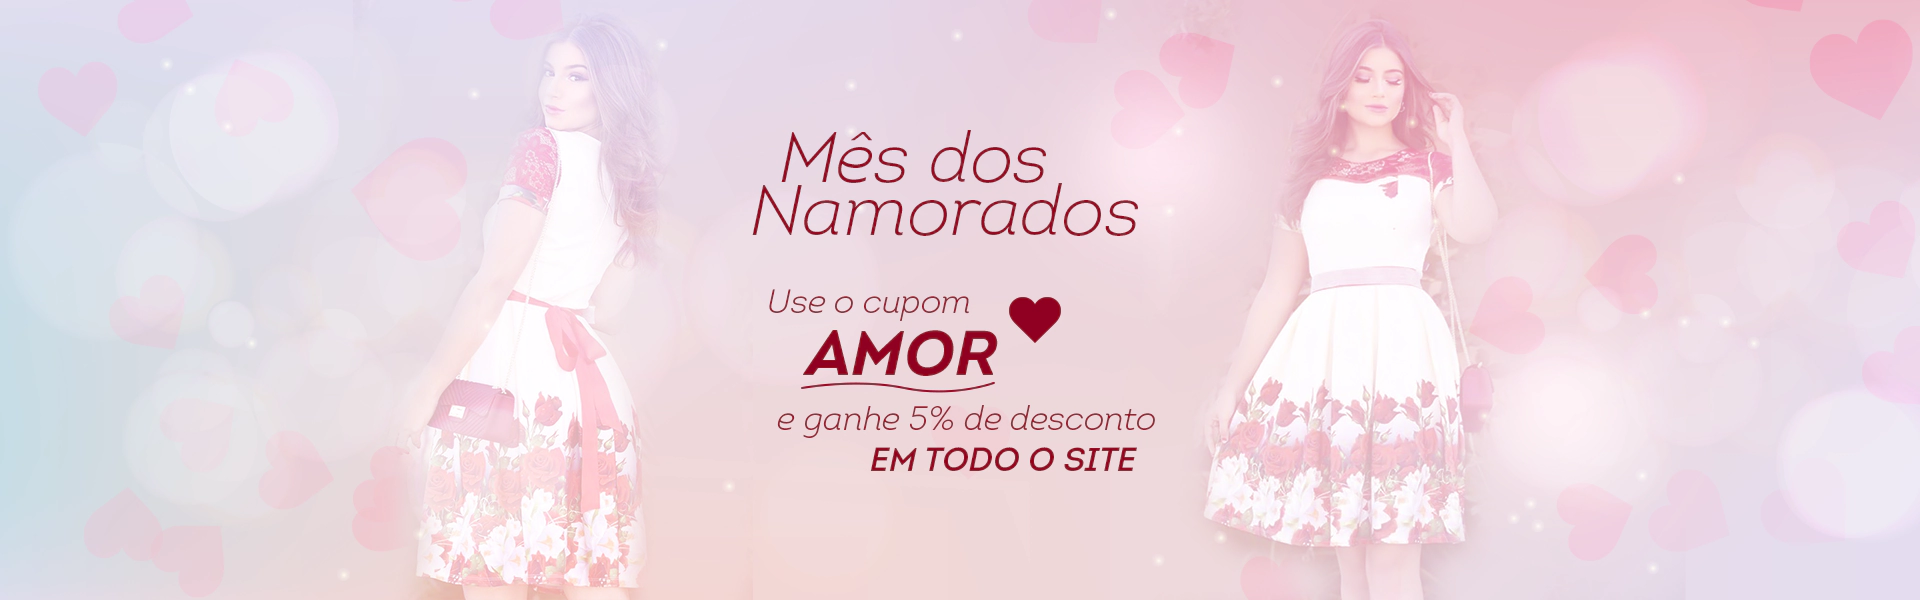 Mês dos
Namorados
Use o cupom
AMOR
e ganhe 5% de desconto
EM TODO O SITE